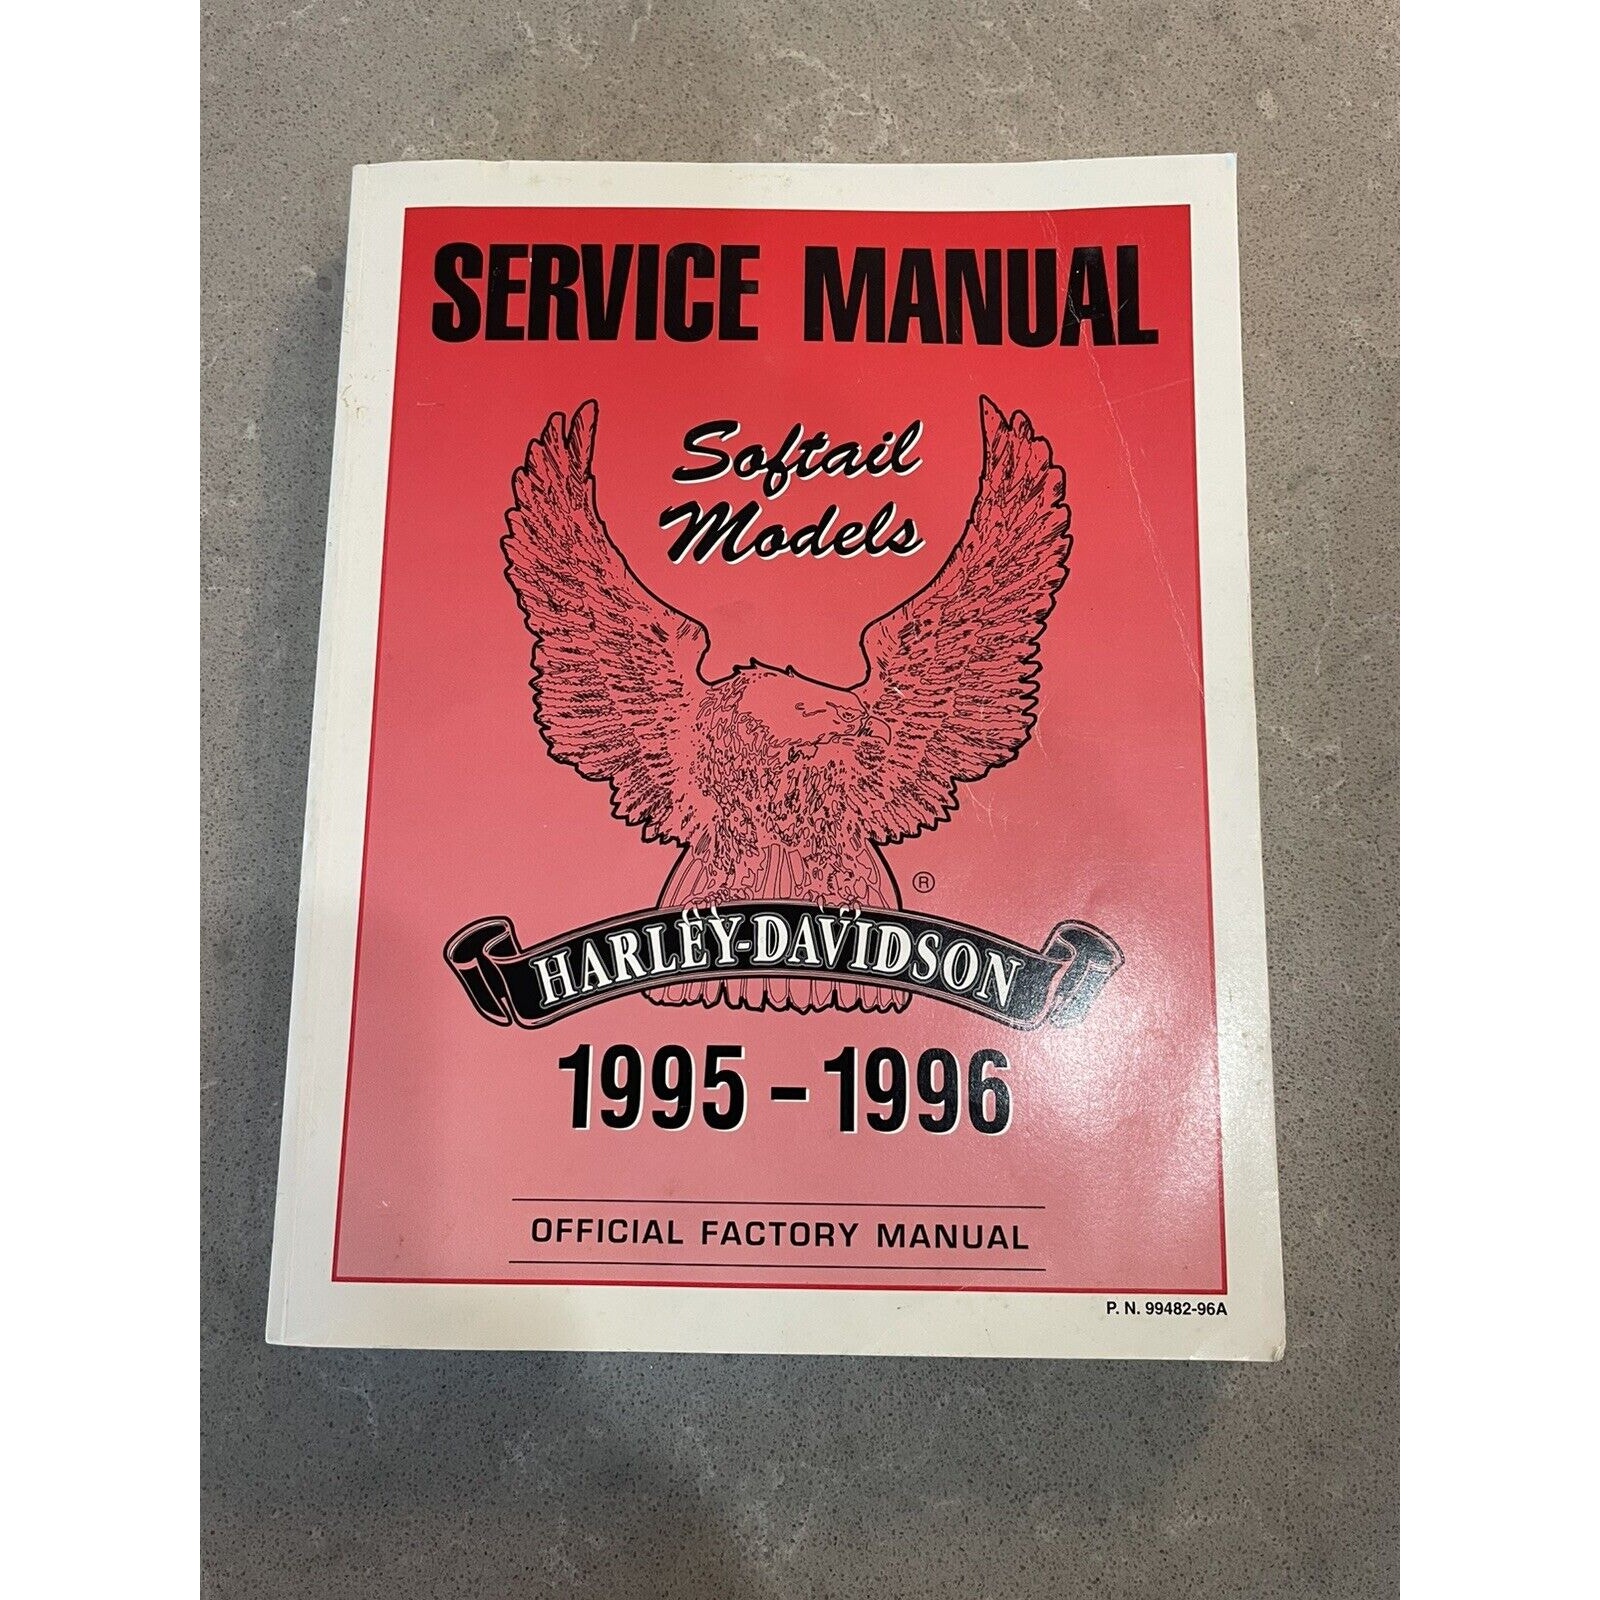 SERVICE MANUAL
Softail
Models
®
HARLEY-DAVIDSON
1995-1996
OFFICIAL FACTORY MANUAL
P. N. 99482-96A